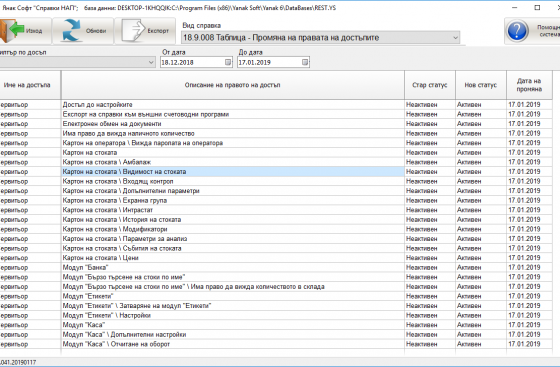 Янак Софт "Справки НАП"; база данни: DESKTOP-1KHQQIK:C:\Program Files (x86)\Yanak Soft\Yanak 6\DataBases\REST.YS
Изход Обнови Експорт
Вид справка
18.9.008 Таблица - Промяна на правата на достъпите
Помощна система
илтър по достъп
От дата До дата
18.12.2018 17.01.2019
Име на достъпа Описание на правото на достъп Стар статус Нов статус Дата на промяна
ервитьор Достъп до настройките Неактивен Активен 17.01.2019
ервитьор Експорт на справки към външни счетоводни програми Неактивен Активен 17.01.2019
ервитьор Електронен обмен на документи Неактивен Активен 17.01.2019
ервитьор Има право да вижда наличното количество Неактивен Активен 17.01.2019
ервитьор Картон на оператора \ Вижда паролата на оператора Неактивен Активен 17.01.2019
ервитьор Картон на стоката Неактивен Активен 17.01.2019
ервитьор Картон на стоката \ Амбалаж Неактивен Активен 17.01.2019
ервитьор Картон на стоката \ Видимост на стоката Неактивен Активен 17.01.2019
ервитьор Картон на стоката \ Входящ контрол Неактивен Активен 17.01.2019
ервитьор Картон на стоката \ Допълнителни параметри Неактивен Активен 17.01.2019
ервитьор Картон на стоката \ Екранна група Неактивен Активен 17.01.2019
ервитьор Картон на стоката \ Интрастат Неактивен Активен 17.01.2019
ервитьор Картон на стоката \ История на стоката Неактивен Активен 17.01.2019
ервитьор Картон на стоката \ Модификатори Неактивен Активен 17.01.2019
ервитьор Картон на стоката \ Параметри за анализ Неактивен Активен 17.01.2019
ервитьор Картон на стоката \ Събития на стоката Неактивен Активен 17.01.2019
ервитьор Картон на стоката \ Цени Неактивен Активен 17.01.2019
ервитьор Модул "Банка" Неактивен Активен 17.01.2019
ервитьор Модул "Бързо търсене на стоки по име" Неактивен Активен 17.01.2019
ервитьор Модул "Бързо търсене на стоки по име" \ Има право да вижда количеството в склада Неактивен Активен 17.01.2019
ервитьор Модул "Етикети" Неактивен Активен 17.01.2019
ервитьор Модул "Етикети" \ Затваряне на модул "Етикети" Неактивен Активен 17.01.2019
ервитьор Модул "Етикети" \ Настройки Неактивен Активен 17.01.2019
ервитьор Модул "Каса" Неактивен Активен 17.01.2019
ервитьор Модул "Каса" \ Допълнителни настройки Неактивен Активен 17.01.2019
ервитьор Модул "Каса" \ Отчитане на оборот Неактивен Активен 17.01.2019
.041.20190117